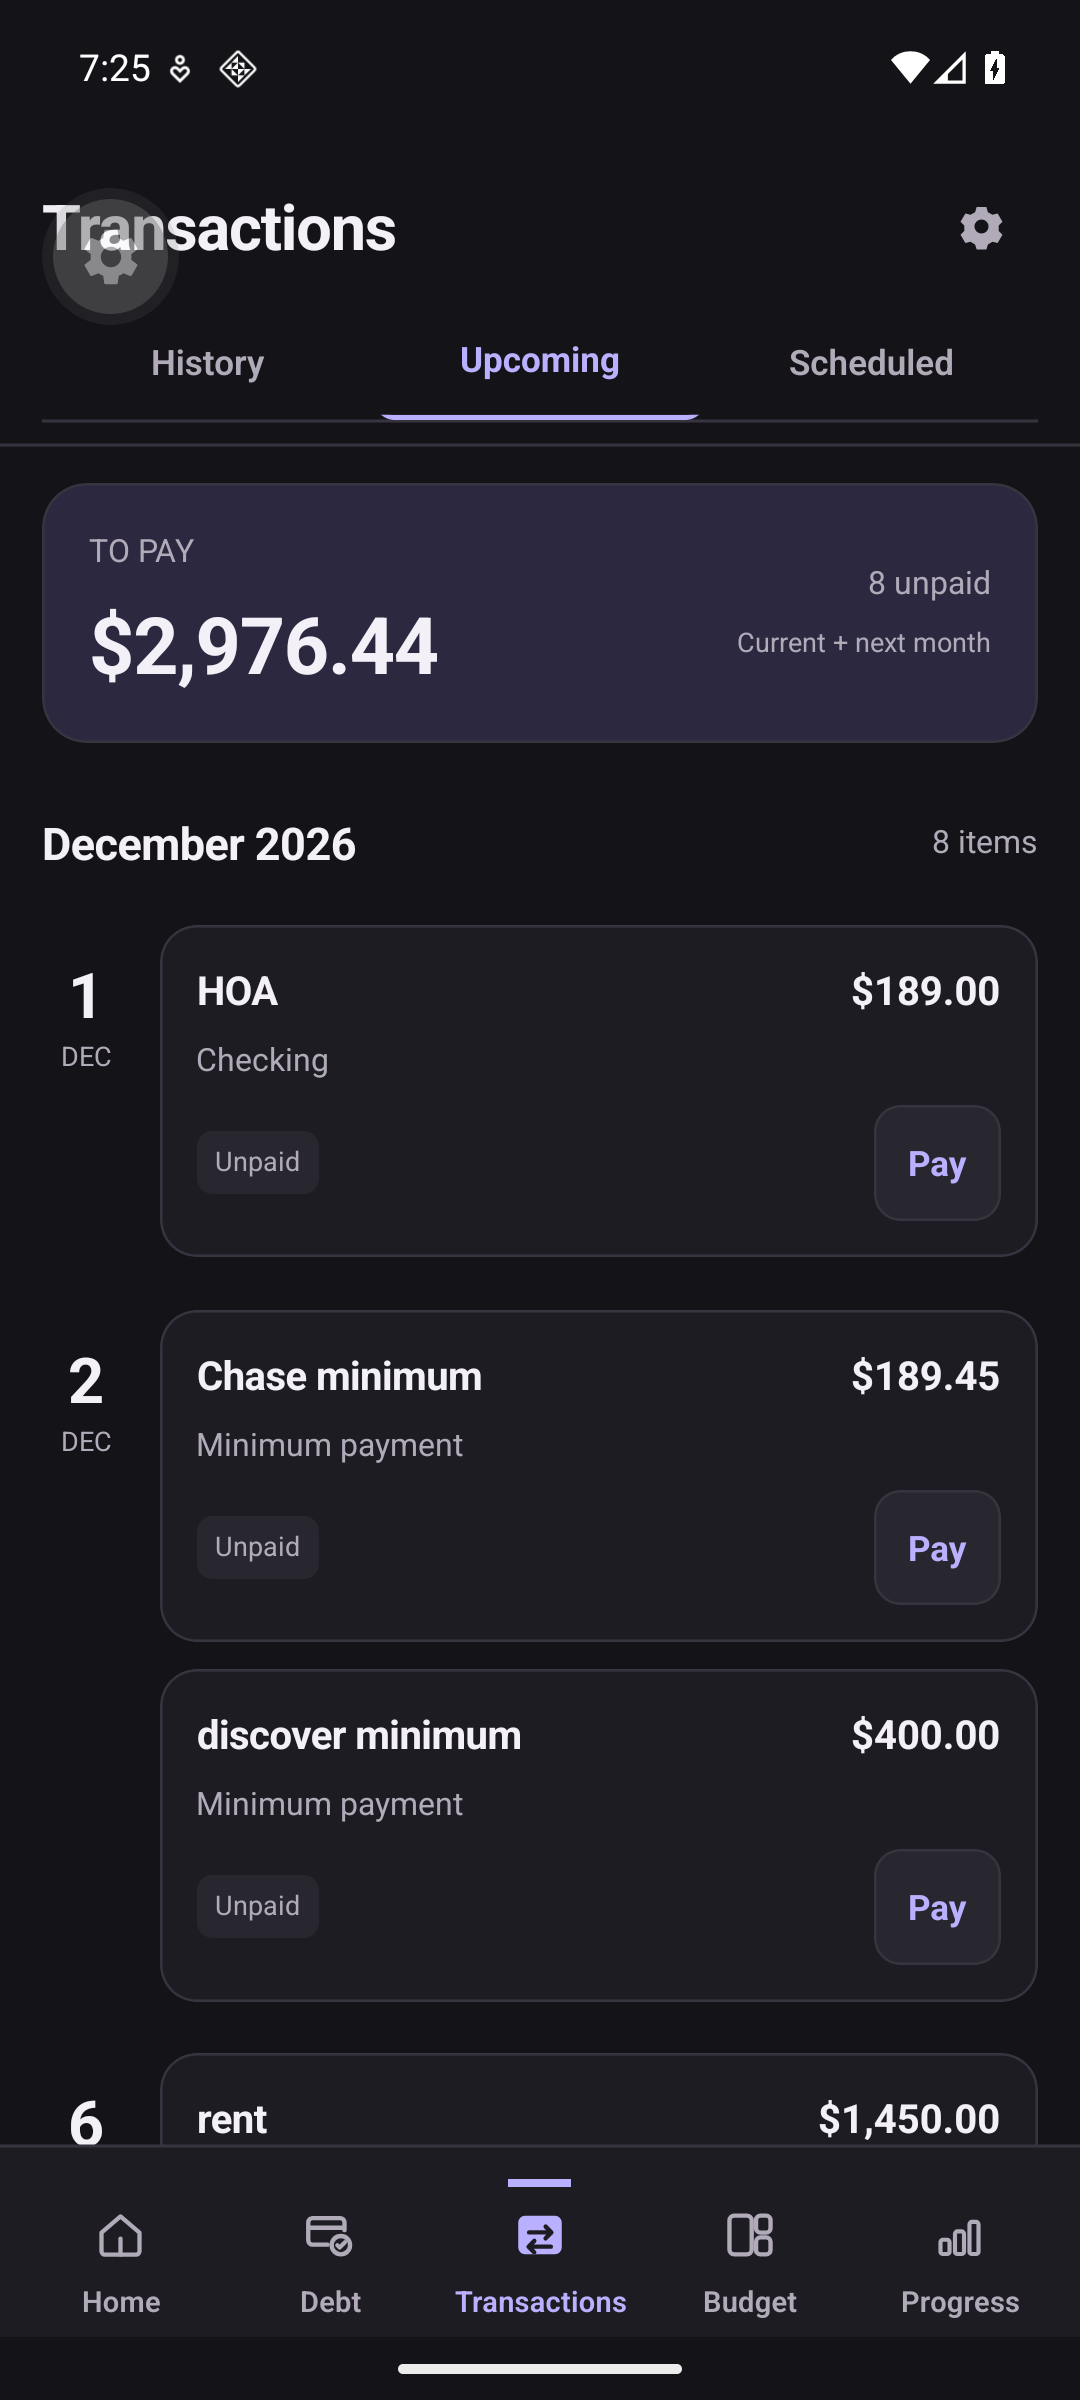 7:25
Transactions
History Upcoming Scheduled
TO PAY
8 unpaid
$2,976.44
Current + next month
December 2026
8 items
1
DEC
HOA
$189.00
Checking
Unpaid
Pay
2
DEC
Chase minimum
$189.45
Minimum payment
Unpaid
Pay
discover minimum
$400.00
Minimum payment
Unpaid
Pay
6
rent
$1,450.00
Home Debt Transactions Budget Progress